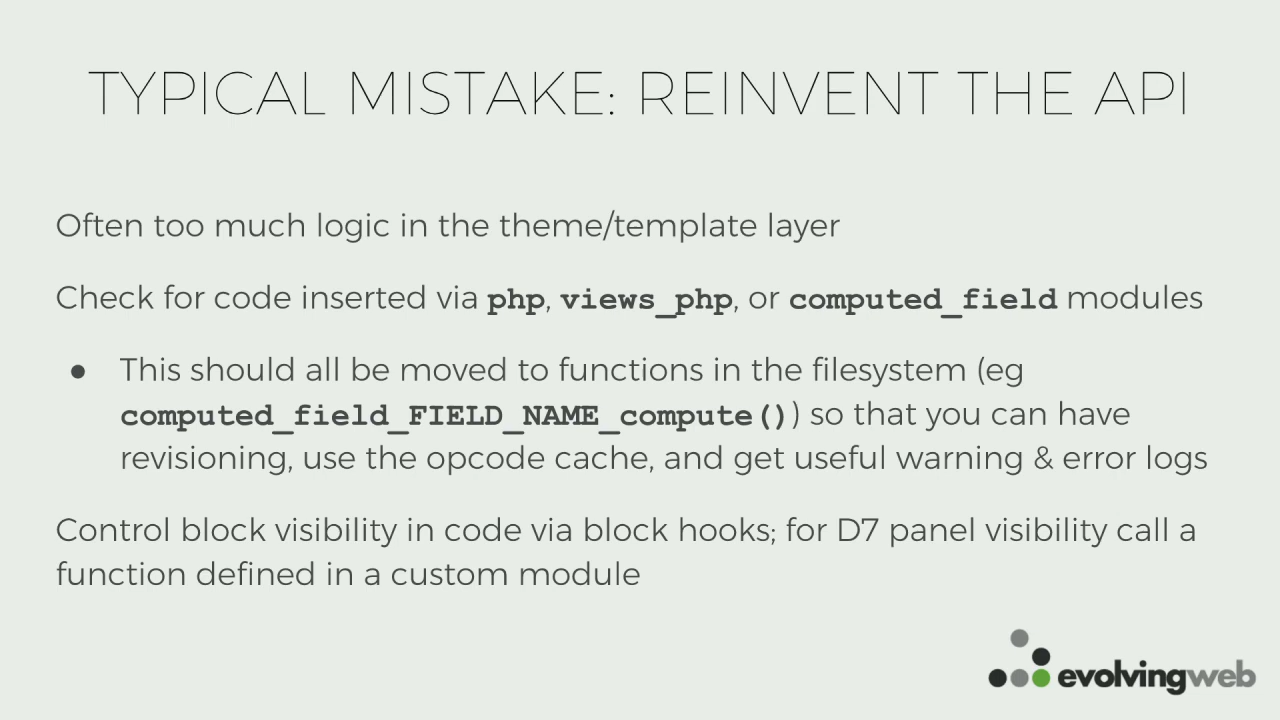 TYPICAL MISTAKE: REINVENT THE API
Often too much logic in the theme/template layer
Check for code inserted via php, views_php, or computed_field modules
● This should all be moved to functions in the filesystem (eg
computed_field_FIELD_NAME_compute()) so that you can have
revisioning, use the opcode cache, and get useful warning & error logs
Control block visibility in code via block hooks; for D7 panel visibility call a
function defined in a custom module
evolvingweb